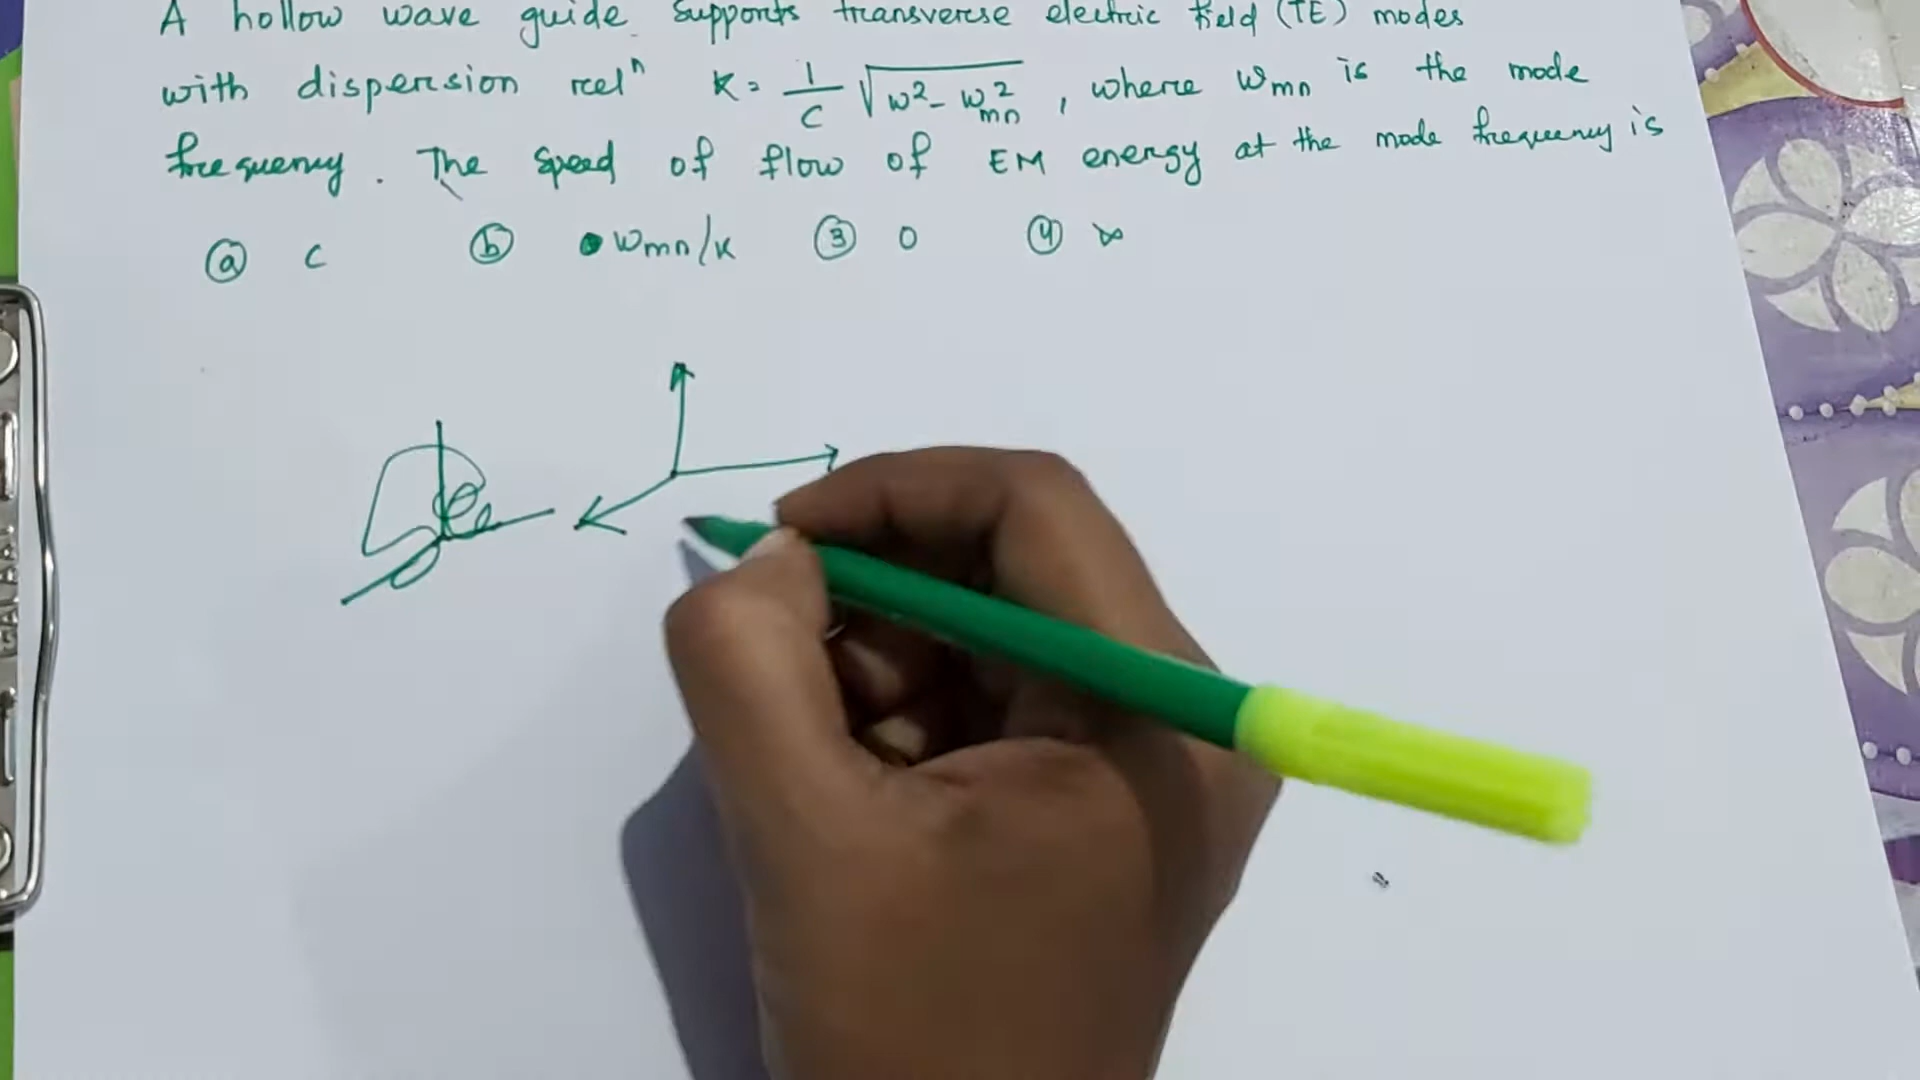 A hollow wave guide supports transverse electric field (TE) modes
with dispersion relⁿ K = 1/C √(ω² - ω²mn) , where ωmn is the mode
frequency . The speed of flow of EM energy at the mode frequency is
ⓐ C ⓑ ωmn/K ③ 0 ④ ∞